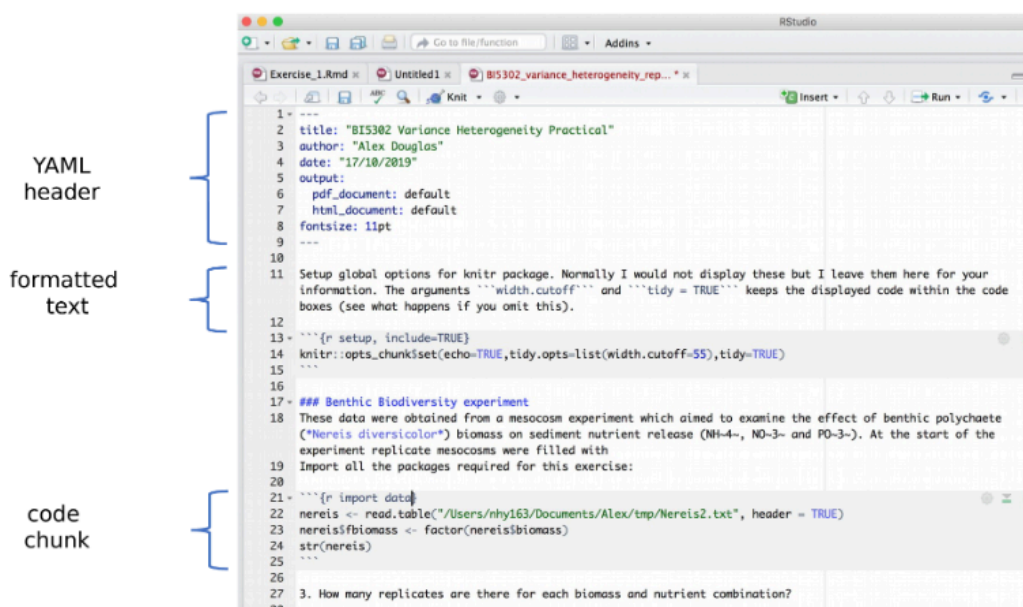 RStudio
Go to file/function
Addins
Exercise_1.Rmd
Untitled1
BI5302_variance_heterogeneity_rep... *
ABC
Knit
Insert
Run
YAML
header
formatted
text
code
chunk
1 ---
2 title: "BI5302 Variance Heterogeneity Practical"
3 author: "Alex Douglas"
4 date: "17/10/2019"
5 output:
6 pdf_document: default
7 html_document: default
8 fontsize: 11pt
9 ---
10
11 Setup global options for knitr package. Normally I would not display these but I leave them here for your
information. The arguments ```width.cutoff``` and ```tidy = TRUE``` keeps the displayed code within the code
boxes (see what happens if you omit this).
12
13 ```{r setup, include=TRUE}
14 knitr::opts_chunk$set(echo=TRUE,tidy.opts=list(width.cutoff=55),tidy=TRUE)
15 ```
16
17 ### Benthic Biodiversity experiment
18 These data were obtained from a mesocosm experiment which aimed to examine the effect of benthic polychaete
(*Nereis diversicolor*) biomass on sediment nutrient release (NH~4~, NO~3~ and PO~3~). At the start of the
experiment replicate mesocosms were filled with
19 Import all the packages required for this exercise:
20
21 ```{r import data}
22 nereis <- read.table("/Users/nhy163/Documents/Alex/tmp/Nereis2.txt", header = TRUE)
23 nereis$fbiomass <- factor(nereis$biomass)
24 str(nereis)
25 ```
26
27 3. How many replicates are there for each biomass and nutrient combination?